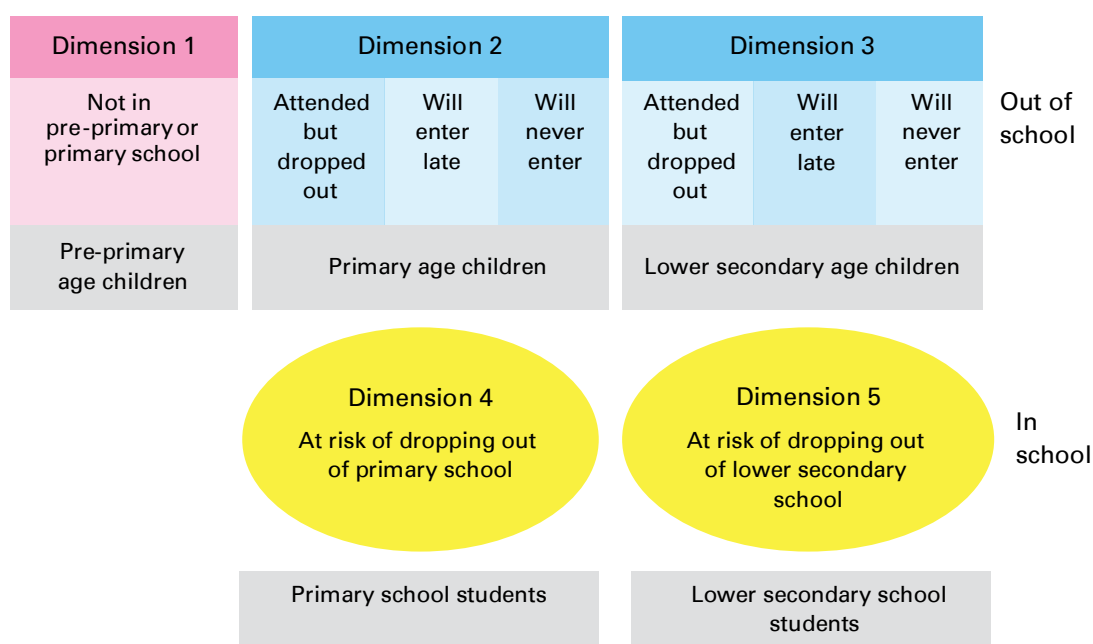 Dimension 1
Dimension 2
Dimension 3
Not in
pre-primary or
primary school
Attended
but
dropped
out
Will
enter
late
Will
never
enter
Attended
but
dropped
out
Will
enter
late
Will
never
enter
Out of
school
Pre-primary
age children
Primary age children
Lower secondary age children
Dimension 4
At risk of dropping out
of primary school
Dimension 5
At risk of dropping out
of lower secondary
school
In
school
Primary school students
Lower secondary school
students